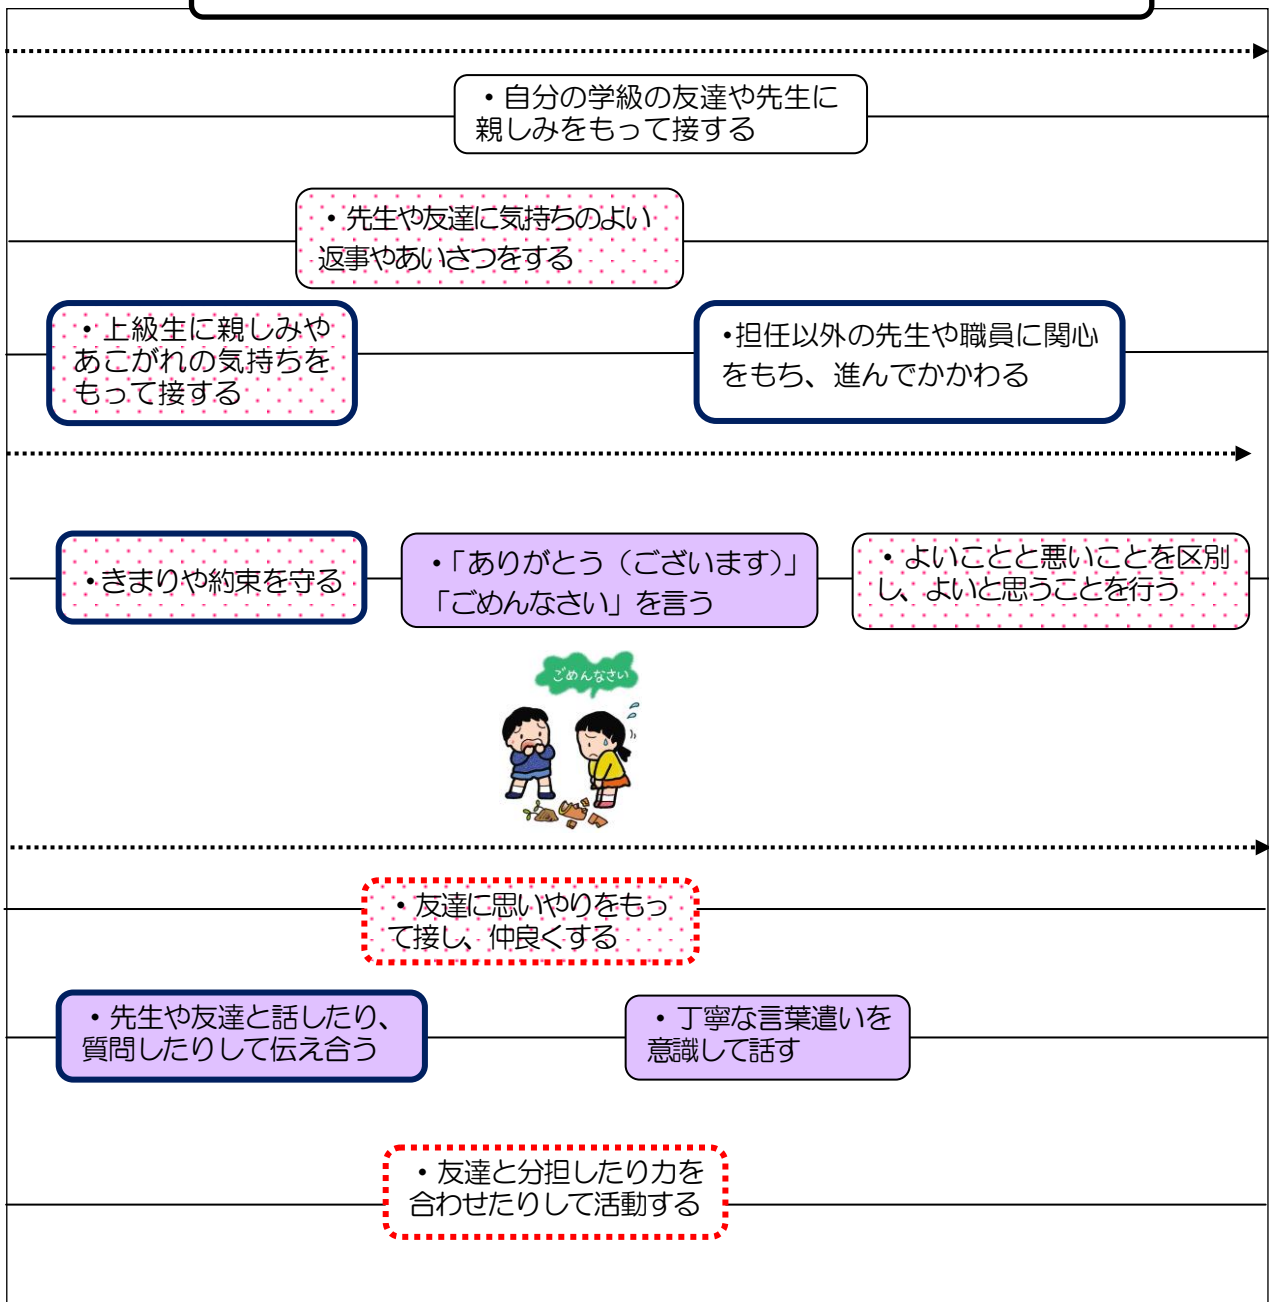 ・自分の学級の友達や先生に
親しみをもって接する
・先生や友達に気持ちのよい
返事やあいさつをする
・上級生に親しみや
あこがれの気持ちを
もって接する
・担任以外の先生や職員に関心
をもち、進んでかかわる
・きまりや約束を守る
・「ありがとう（ございます）」
「ごめんなさい」を言う
・よいことと悪いことを区別
し、よいと思うことを行う
ごめんなさい
・友達に思いやりをもっ
て接し、仲良くする
・先生や友達と話したり、
質問したりして伝え合う
・丁寧な言葉遣いを
意識して話す
・友達と分担したり力を
合わせたりして活動する